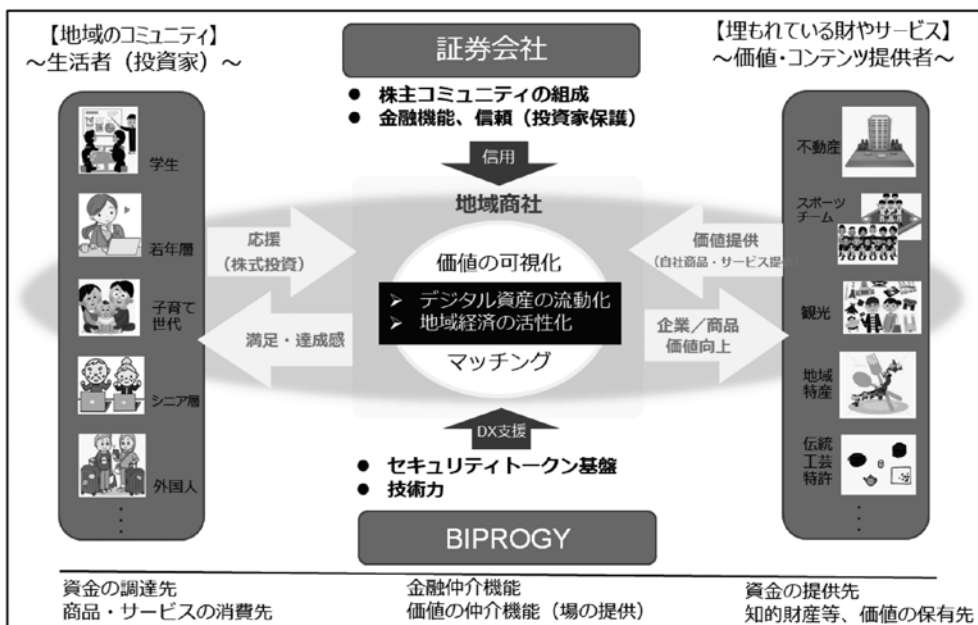 【地域のコミュニティ】
～生活者（投資家）～
学生
若年層
子育て
世代
シニア層
外国人
証券会社
● 株主コミュニティの組成
● 金融機能、信頼（投資家保護）
信用
地域商社
応援
（株式投資）
満足・達成感
価値の可視化
➢ デジタル資産の流動化
➢ 地域経済の活性化
マッチング
価値提供
（自社商品・サービス提供）
企業／商品
価値向上
DX支援
● セキュリティトークン基盤
● 技術力
BIPROGY
【埋もれている財やサービス】
～価値・コンテンツ提供者～
不動産
スポーツ
チーム
観光
地域
特産
伝統
工芸
特許
資金の調達先
商品・サービスの消費先
金融仲介機能
価値の仲介機能（場の提供）
資金の提供先
知的財産等、価値の保有先